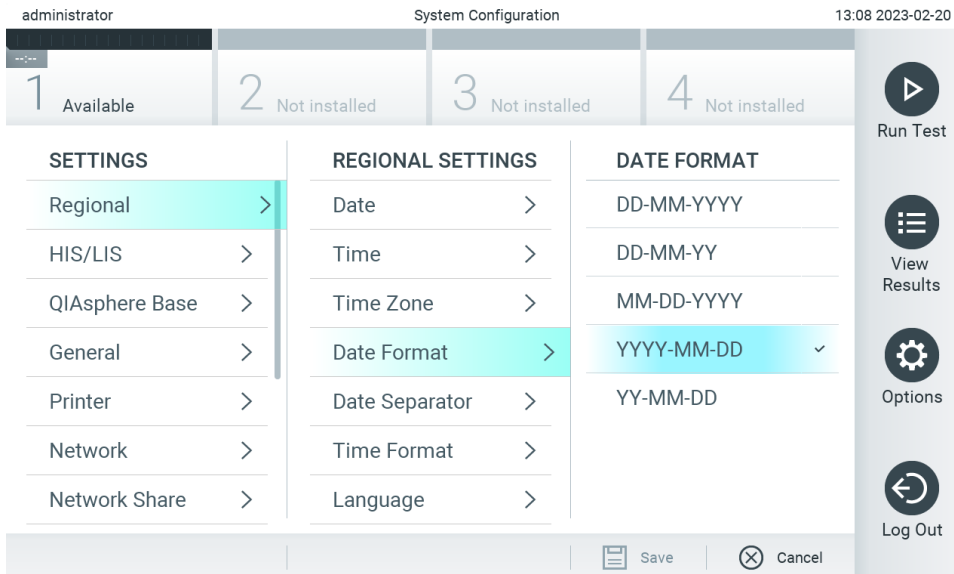 administrator
System Configuration
13:08 2023-02-20
--:--
1 Available
2 Not installed
3 Not installed
4 Not installed
Run Test
View
Results
Options
Log Out
SETTINGS
Regional
HIS/LIS
QIAsphere Base
General
Printer
Network
Network Share
REGIONAL SETTINGS
Date
Time
Time Zone
Date Format
Date Separator
Time Format
Language
DATE FORMAT
DD-MM-YYYY
DD-MM-YY
MM-DD-YYYY
YYYY-MM-DD
YY-MM-DD
Save
Cancel